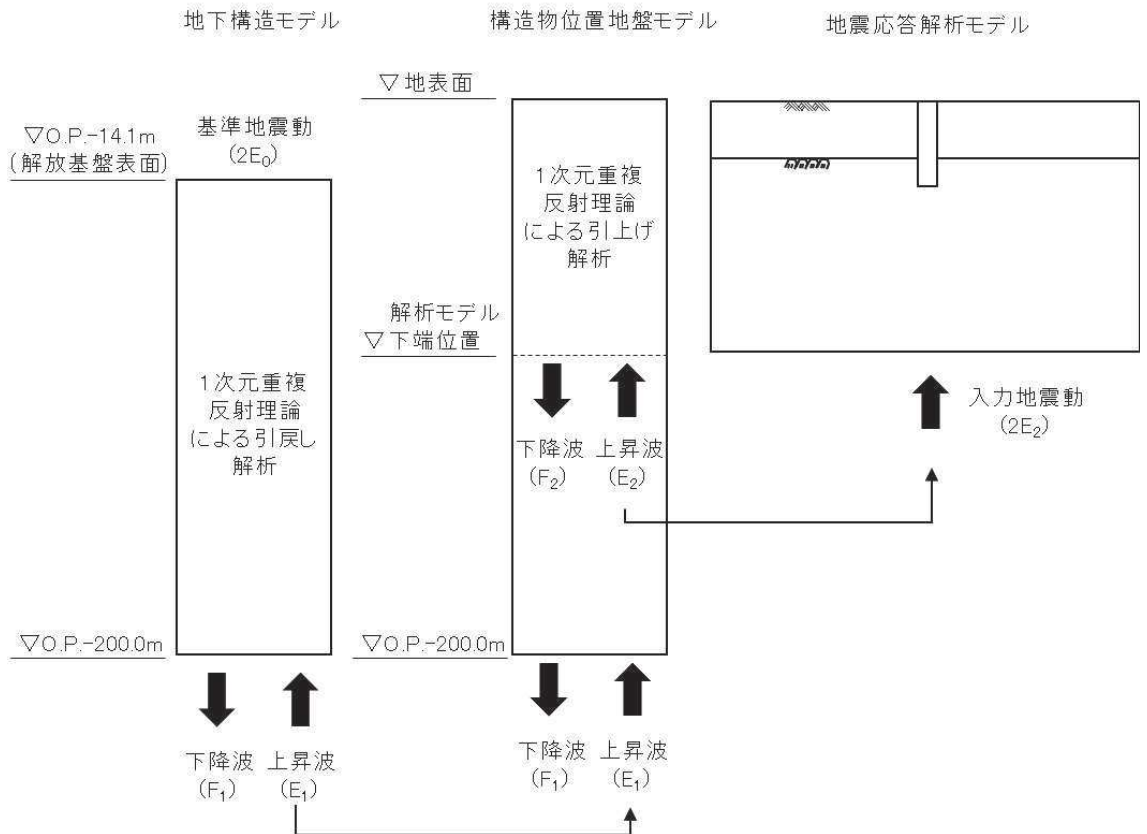 地下構造モデル
▽O.P.-14.1m
(解放基盤表面)
基準地震動
(2E₀)
1次元重複
反射理論
による引戻し
解析
▽O.P.-200.0m
下降波
(F₁)
上昇波
(E₁)
構造物位置地盤モデル
▽地表面
1次元重複
反射理論
による引上げ
解析
解析モデル
▽下端位置
下降波
(F₂)
上昇波
(E₂)
▽O.P.-200.0m
下降波
(F₁)
上昇波
(E₁)
地震応答解析モデル
入力地震動
(2E₂)